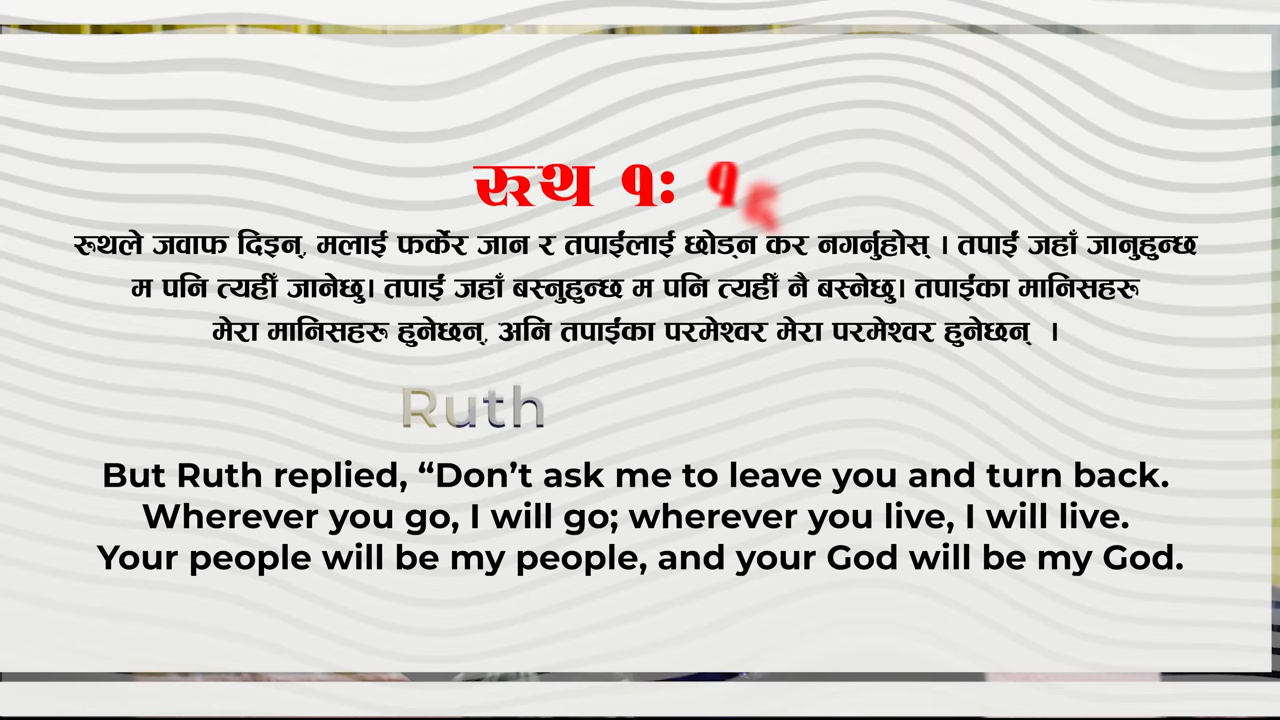 रुथ १: १६
रुथले जवाफ दिइन्, मलाई फर्केर जान र तपाईंलाई छोड्न कर नगर्नुहोस् । तपाईं जहाँ जानुहुन्छ
म पनि त्यहीँ जानेछु। तपाईं जहाँ बस्नुहुन्छ म पनि त्यहीँ नै बस्नेछु। तपाईंका मानिसहरू
मेरा मानिसहरू हुनेछन्, अनि तपाईंका परमेश्वर मेरा परमेश्वर हुनेछन् ।
Ruth
But Ruth replied, “Don’t ask me to leave you and turn back.
Wherever you go, I will go; wherever you live, I will live.
Your people will be my people, and your God will be my God.